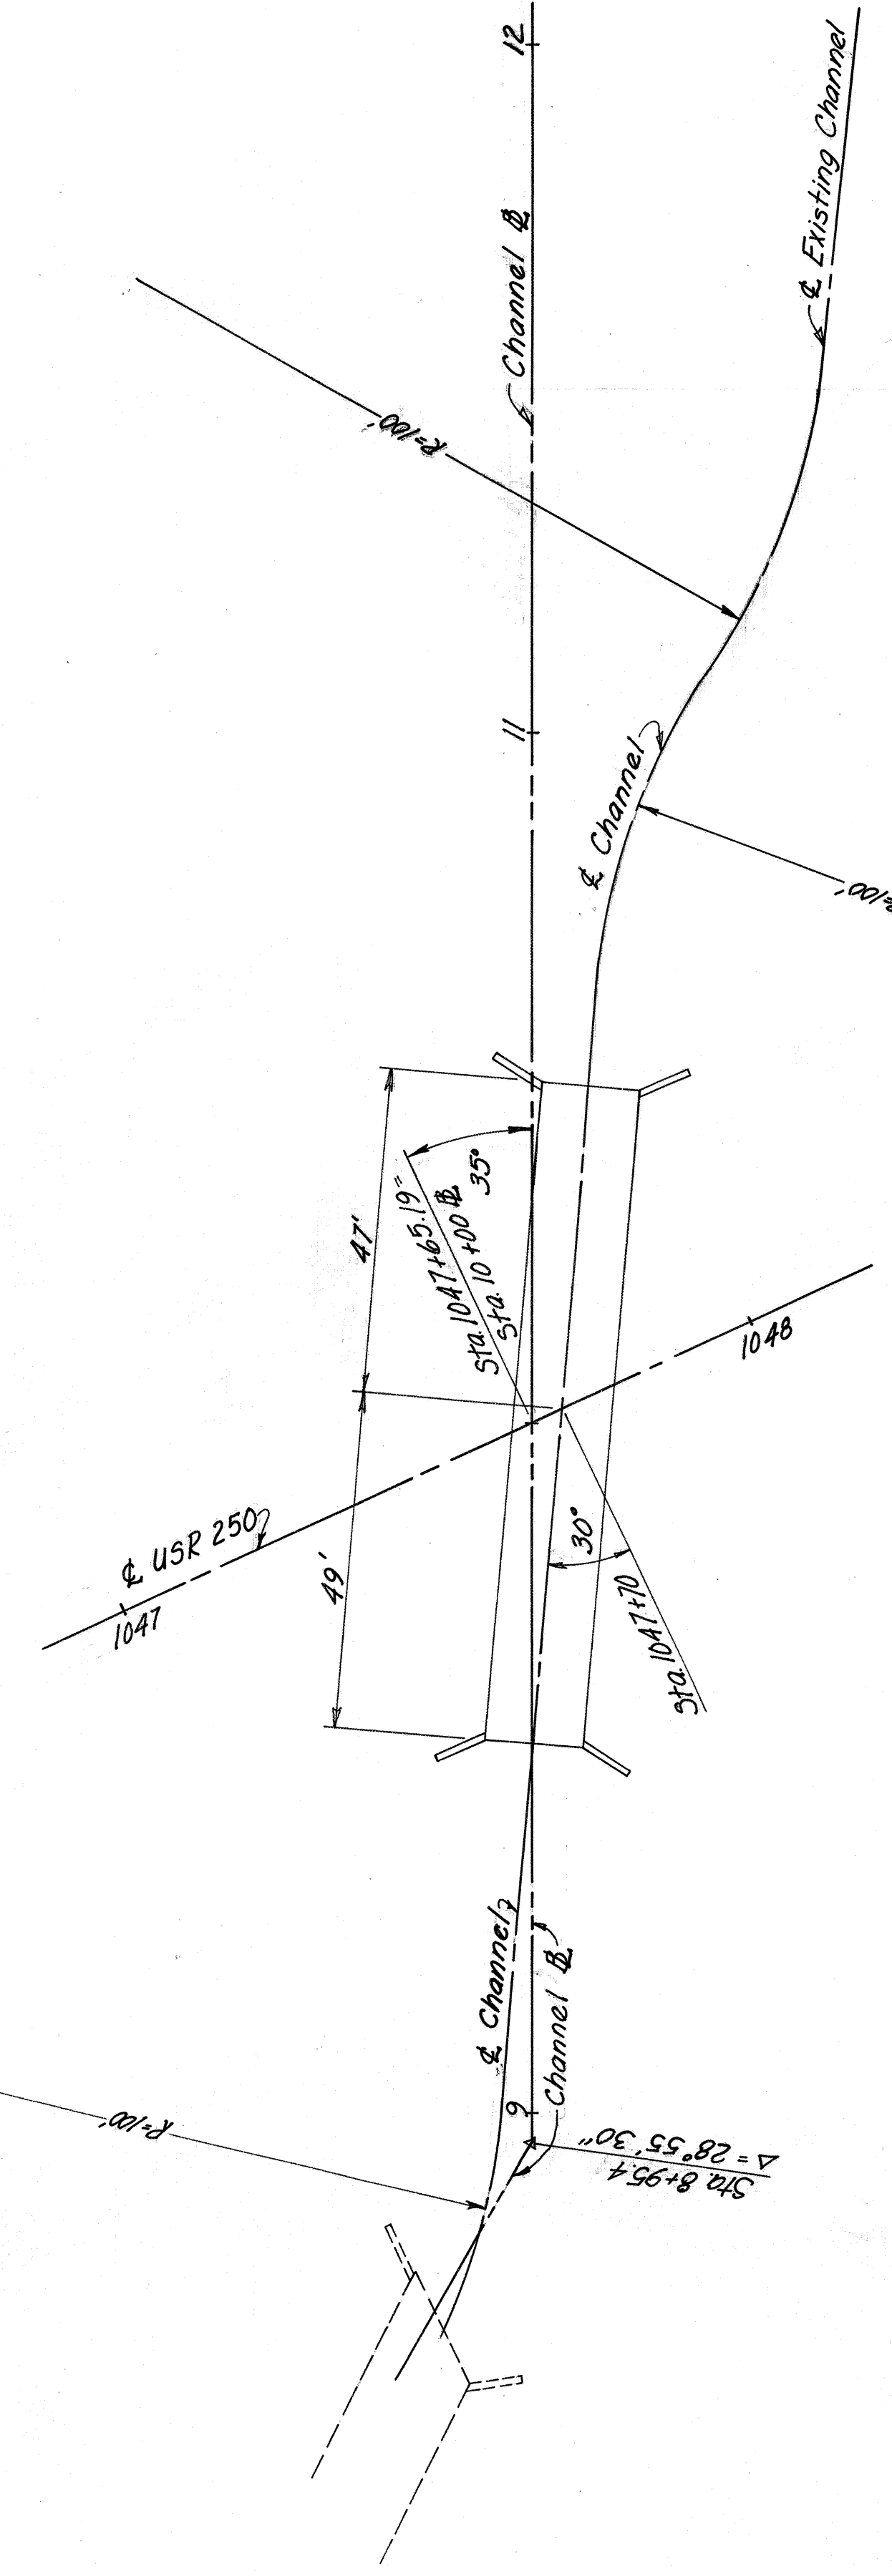 12
℄ Existing Channel
Channel ℞
R=100'
11
℄ Channel
R=100'
47'
35°
Sta. 1047+65.19=
Sta. 10+00 ℞
1048
℄ USR 250
1047
49'
30°
Sta. 1047+70
℄ Channel
Channel ℞
9
R=100'
Sta 8+95.4
Δ = 28° 55' 30"